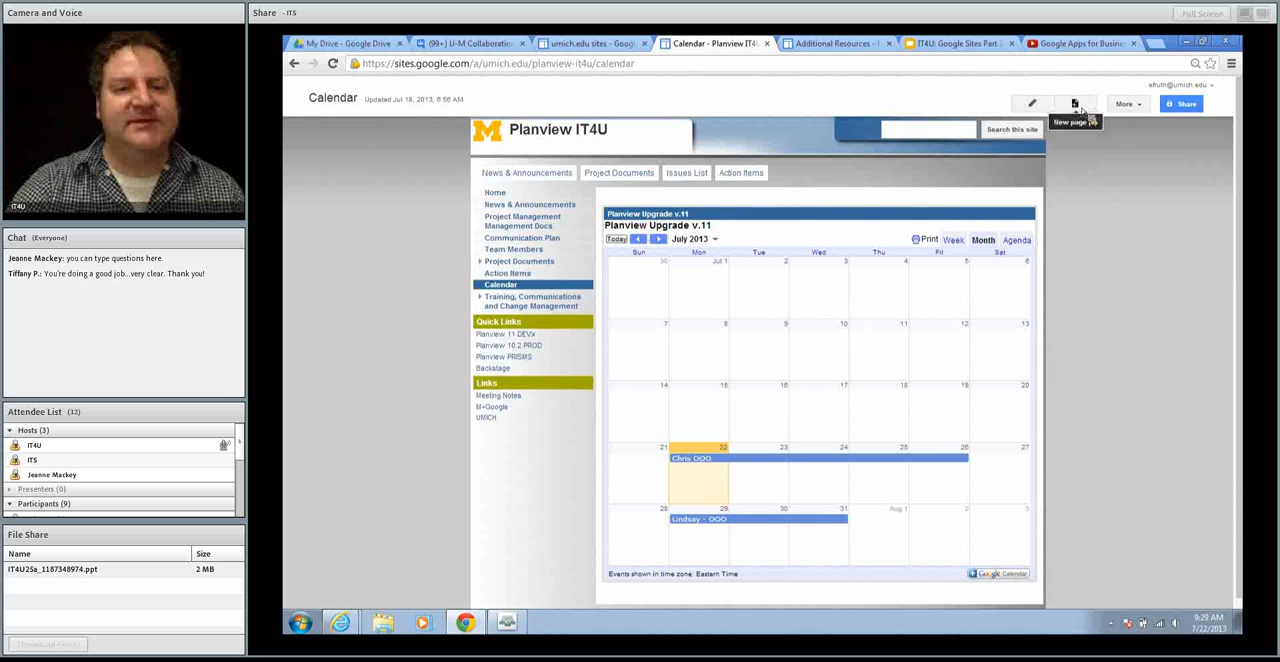 Camera and Voice
IT4U
Chat (Everyone)
Jeanne Mackey: you can type questions here.
Tiffany P.: You're doing a good job...very clear. Thank you!
Attendee List (12)
Hosts (3)
IT4U
ITS
Jeanne Mackey
Presenters (0)
Participants (9)
File Share
Name Size
IT4U25a_1187348974.ppt 2 MB
Share - ITS
Full Screen
My Drive - Google Drive
(99+) U-M Collaboration
umich.edu sites - Google
Calendar - Planview IT4U
Additional Resources -
IT4U: Google Sites Part 2
Google Apps for Busine
https://sites.google.com/a/umich.edu/planview-it4u/calendar
efruth@umich.edu
Calendar Updated Jul 18, 2013, 6:56 AM
More
Share
New page
Planview IT4U
Search this site
News & Announcements Project Documents Issues List Action Items
Home
News & Announcements
Project Management
Management Docs
Communication Plan
Team Members
Project Documents
Action Items
Calendar
Training, Communications
and Change Management
Quick Links
Planview 11 DEVx
Planview 10.2 PROD
Planview PRISMS
Backstage
Links
Meeting Notes
M+Google
UMICH
Planview Upgrade v.11
Planview Upgrade v.11
Today July 2013 Print Week Month Agenda
Sun Mon Tue Wed Thu Fri Sat
30 Jul 1 2 3 4 5 6
7 8 9 10 11 12 13
14 15 16 17 18 19 20
21 22 23 24 25 26 27
Chris OOO
28 29 30 31 Aug 1 2 3
Lindsay - OOO
Events shown in time zone: Eastern Time
Google Calendar
9:29 AM
7/22/2013